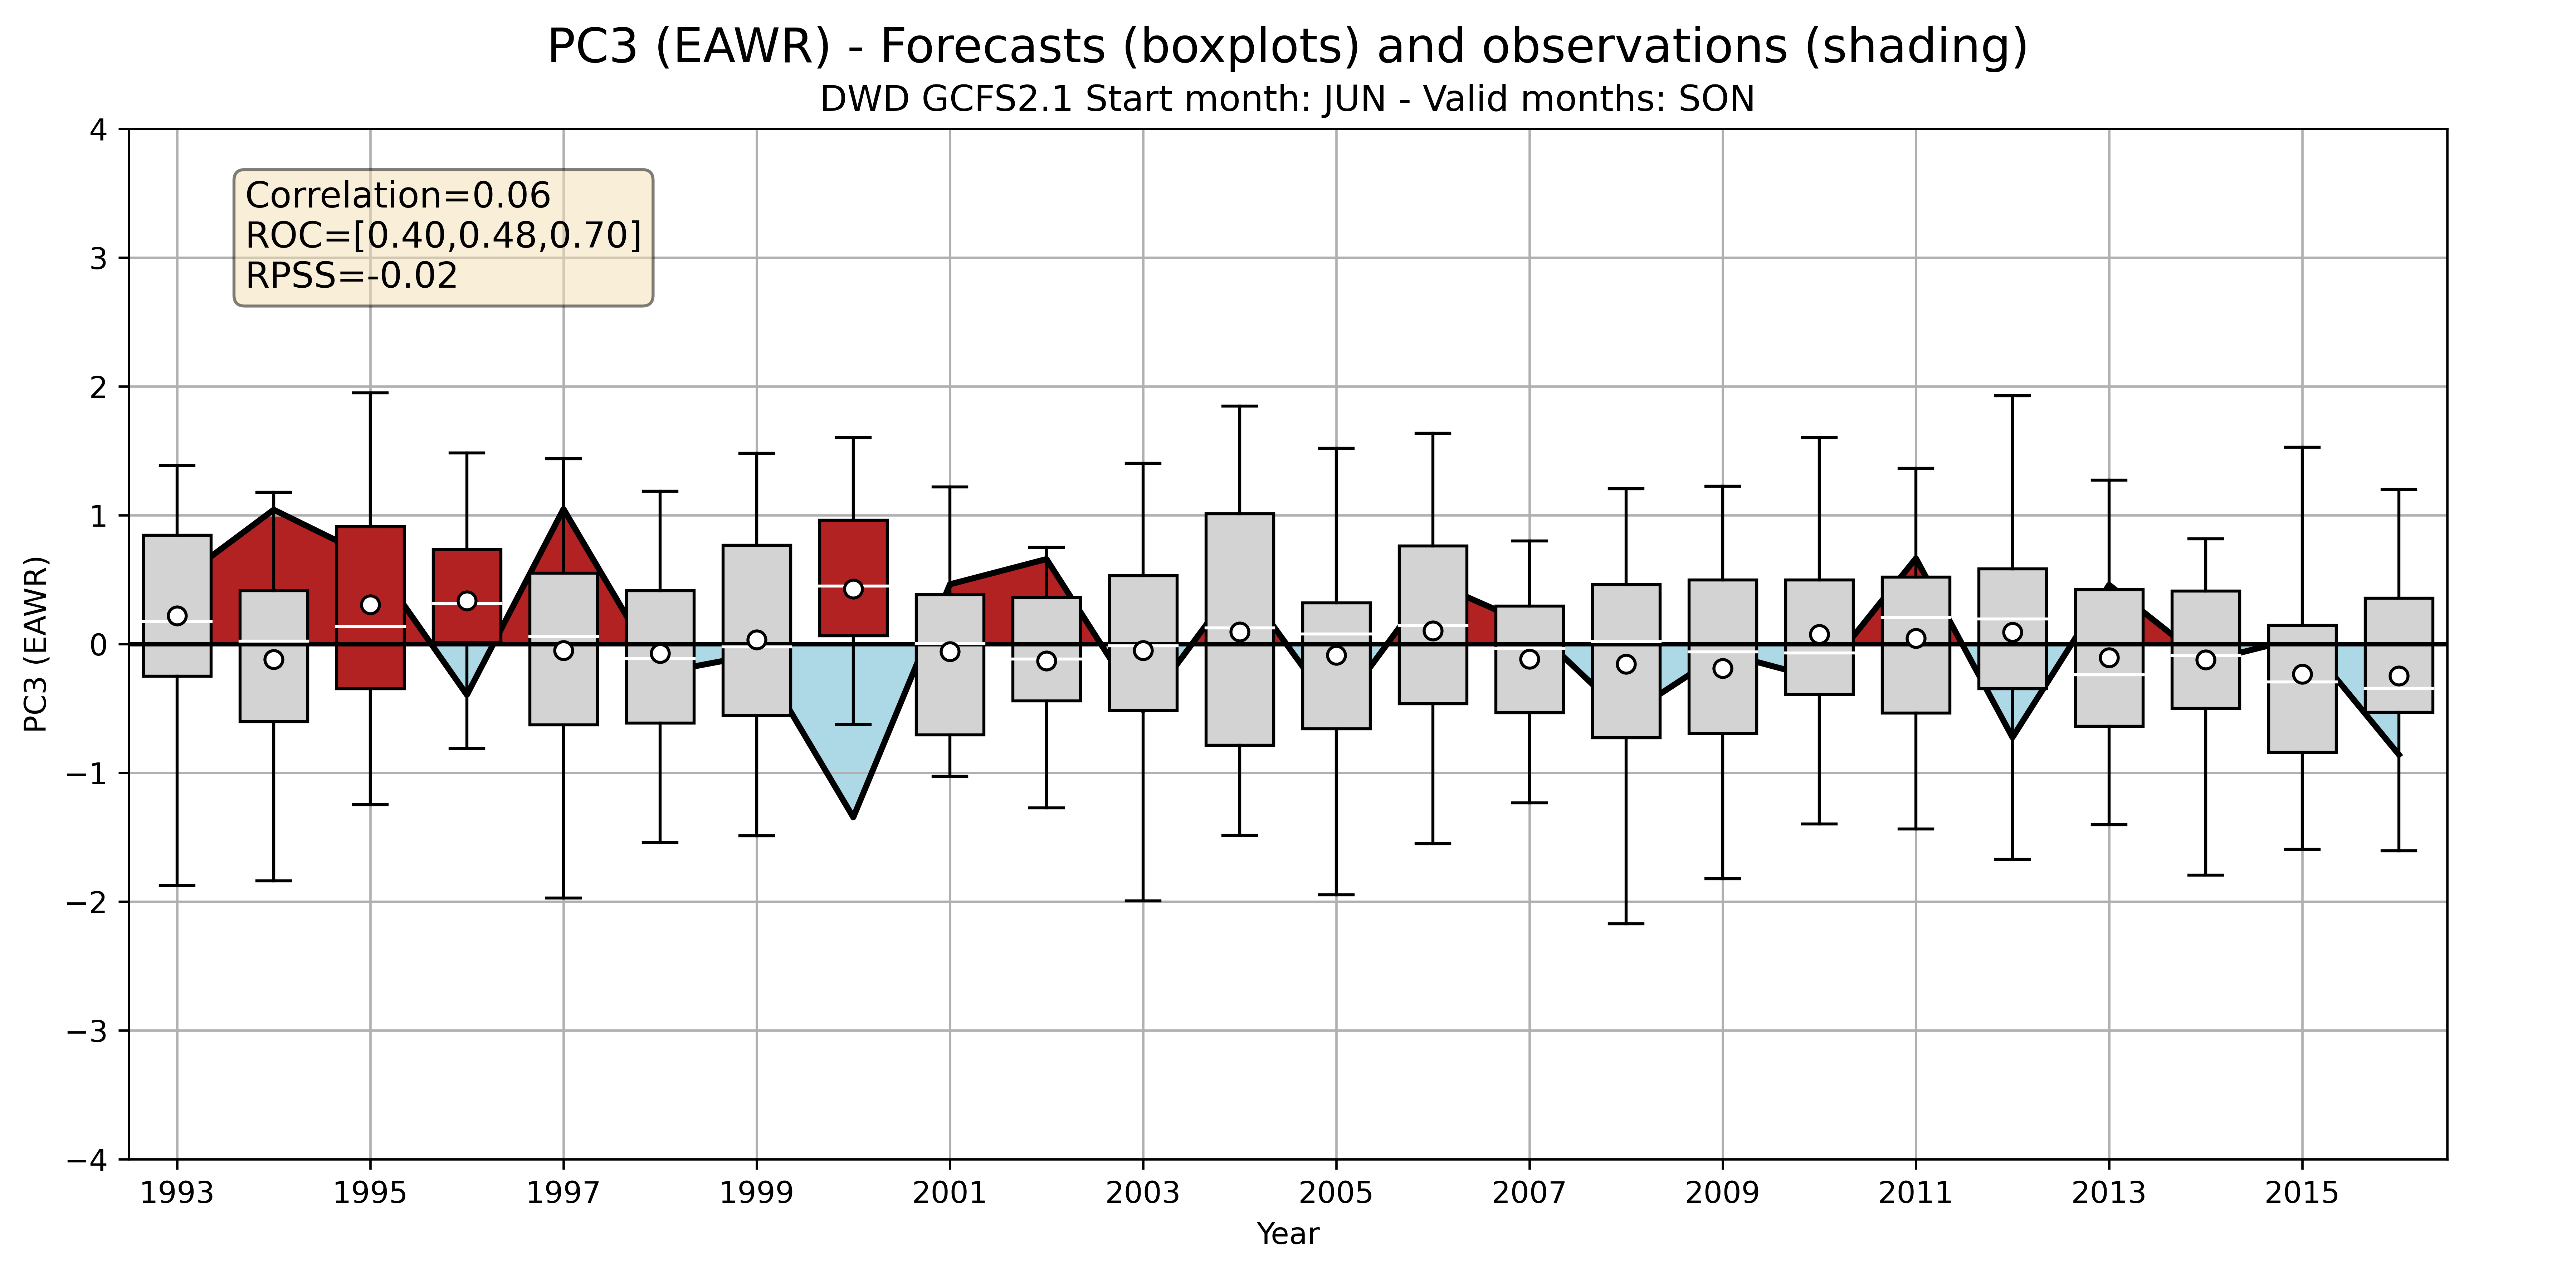 PC3 (EAWR) - Forecasts (boxplots) and observations (shading)
DWD GCFS2.1 Start month: JUN - Valid months: SON
Correlation=0.06
ROC=[0.40,0.48,0.70]
RPSS=-0.02
PC3 (EAWR)
4
3
2
1
0
−1
−2
−3
−4
1993 1995 1997 1999 2001 2003 2005 2007 2009 2011 2013 2015
Year